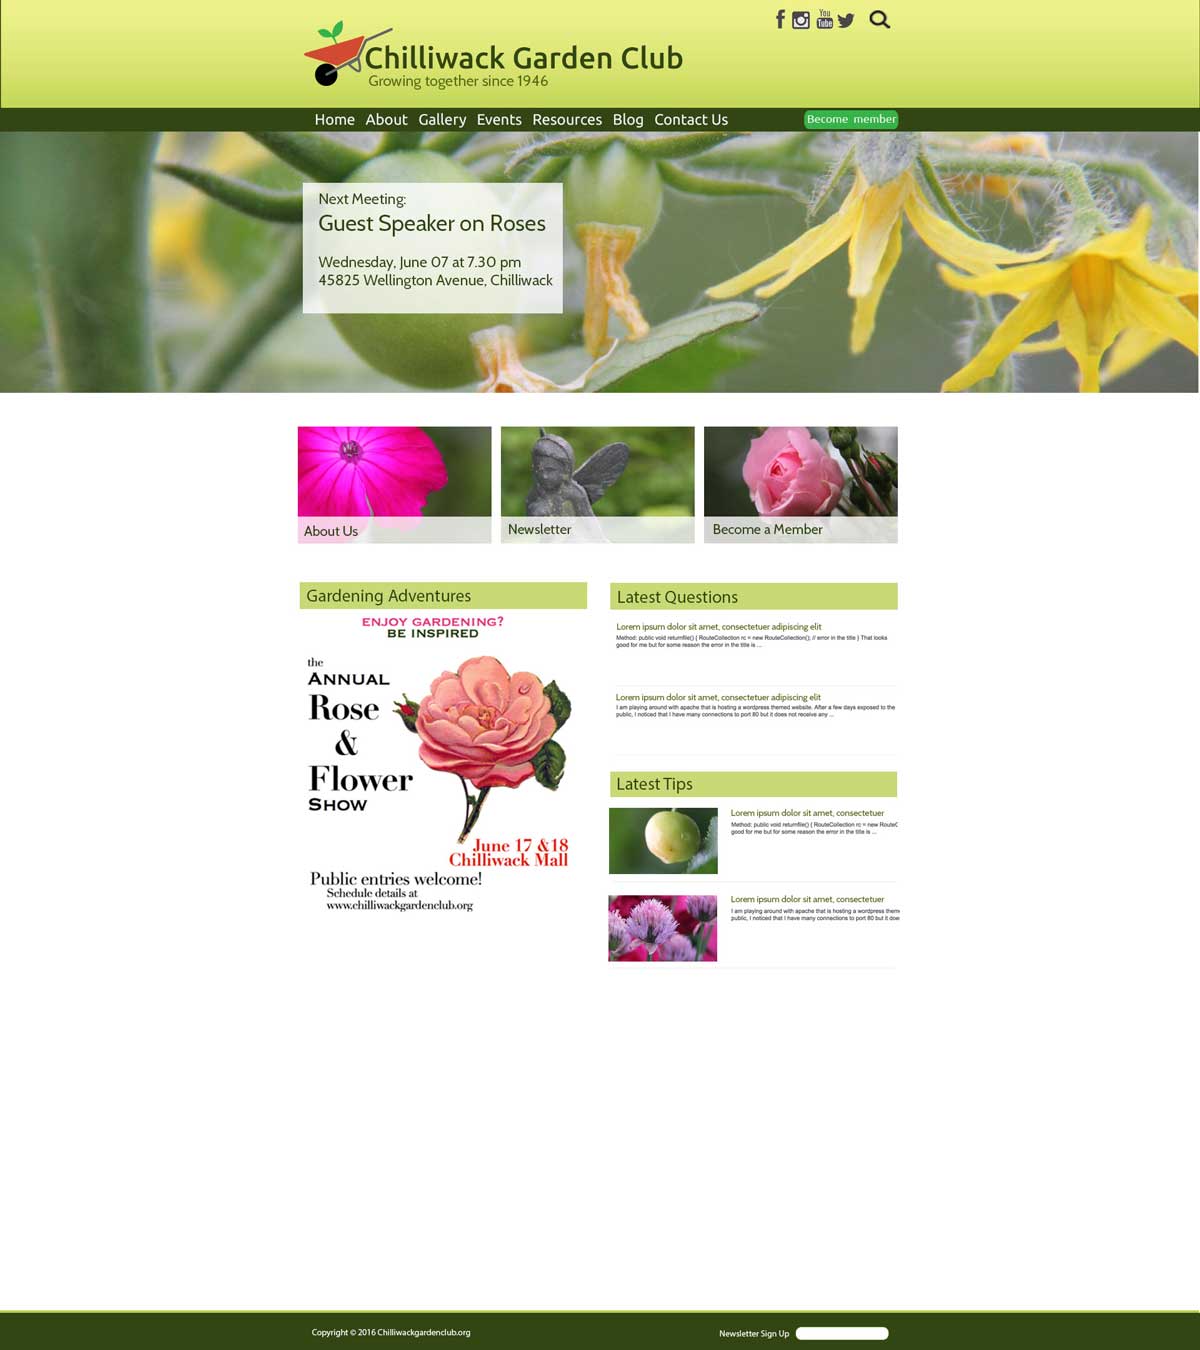 You
Tube
Chilliwack Garden Club
Growing together since 1946
Home About Gallery Events Resources Blog Contact Us
Become member
Next Meeting:
Guest Speaker on Roses
Wednesday, June 07 at 7.30 pm
45825 Wellington Avenue, Chilliwack
About Us
Newsletter
Become a Member
Gardening Adventures
ENJOY GARDENING?
BE INSPIRED
the
ANNUAL
Rose
&
Flower
SHOW
June 17 &18
Chilliwack Mall
Public entries welcome!
Schedule details at
www.chilliwackgardenclub.org
Latest Questions
Lorem ipsum dolor sit amet, consectetuer adipiscing elit
Method: public void returnfile() { RouteCollection rc = new RouteCollection(); // error in the title } That looks
good for me but for some reason the error in the title is ...
Lorem ipsum dolor sit amet, consectetuer adipiscing elit
I am playing around with apache that is hosting a wordpress themed website. After a few days exposed to the
public, I noticed that I have many connections to port 80 but it does not receive any ...
Latest Tips
Lorem ipsum dolor sit amet, consectetuer
Method: public void returnfile() { RouteCollection rc = new RouteC
good for me but for some reason the error in the title is ...
Lorem ipsum dolor sit amet, consectetuer
I am playing around with apache that is hosting a wordpress them
public, I noticed that I have many connections to port 80 but it doe
Copyright © 2016 Chilliwackgardenclub.org
Newsletter Sign Up